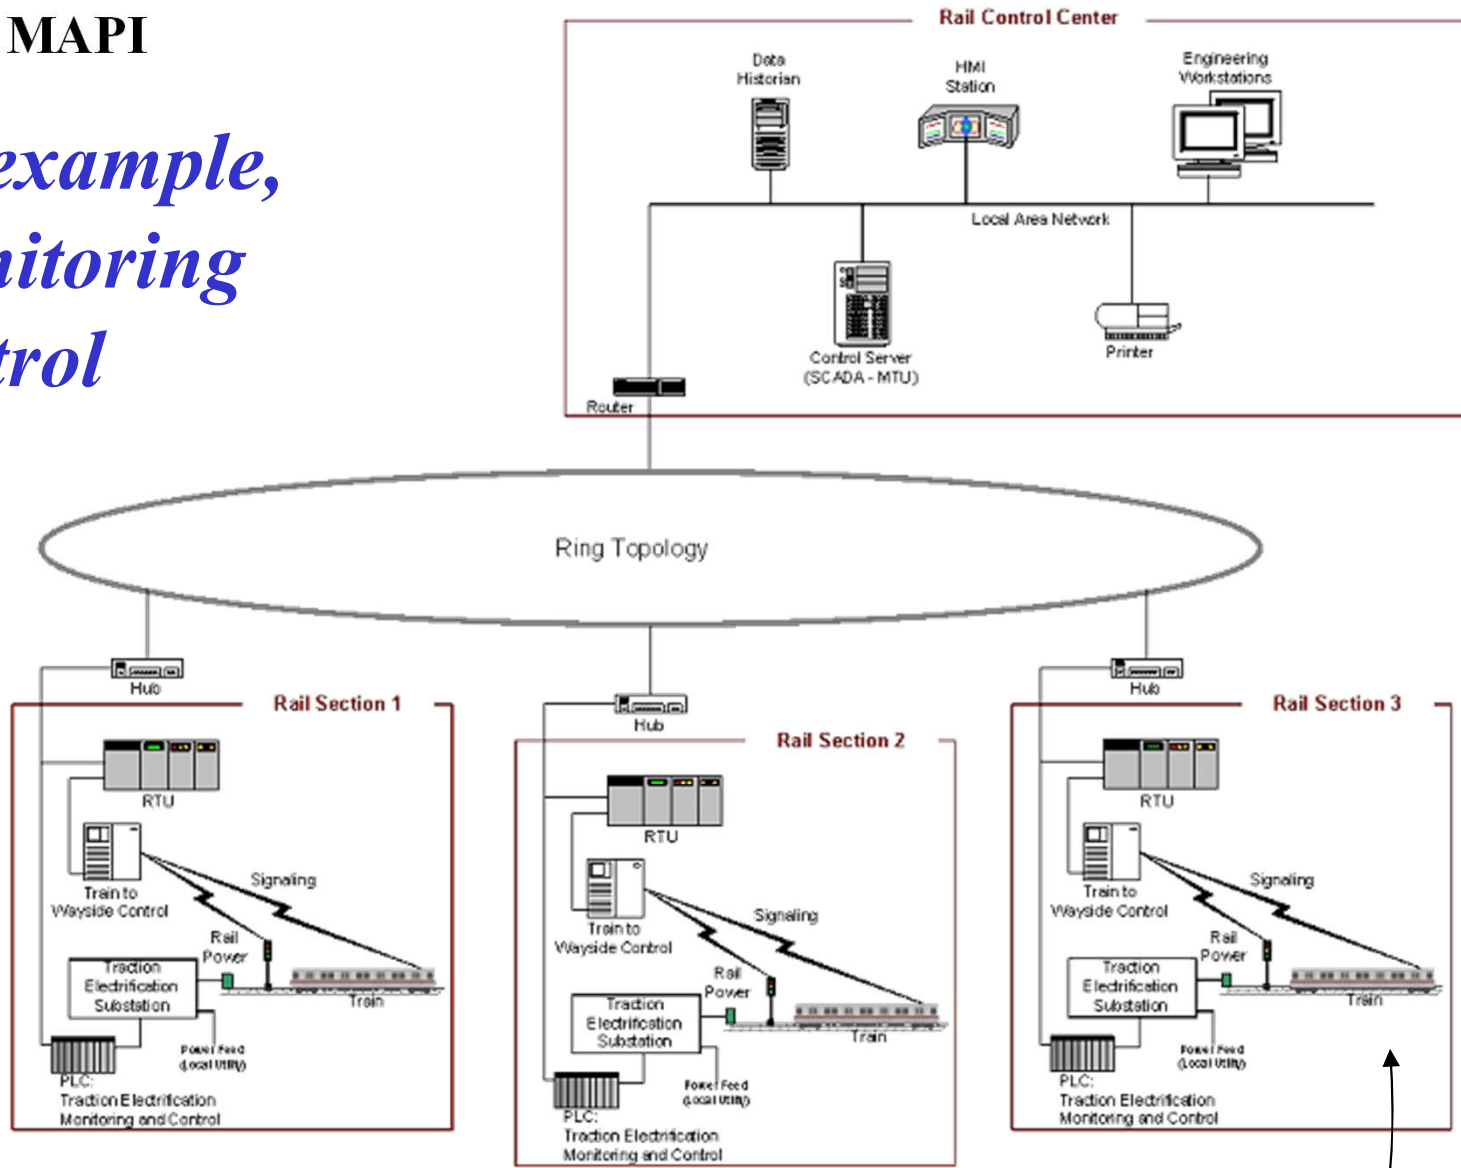 MAPI
example,
nitoring
trol
Rail Control Center
Data
Historian
HMI
Station
Engineering
Workstations
Local Area Network
Control Server
(SCADA - MTU)
Printer
Router
Ring Topology
Hub
Rail Section 1
RTU
Train to
Wayside Control
Signaling
Rail
Power
Traction
Electrification
Substation
Train
Power Feed
(Local Utility)
PLC:
Traction Electrification
Monitoring and Control
Hub
Rail Section 2
RTU
Train to
Wayside Control
Signaling
Rail
Power
Traction
Electrification
Substation
Train
Power Feed
(Local Utility)
PLC:
Traction Electrification
Monitoring and Control
Hub
Rail Section 3
RTU
Train to
Wayside Control
Signaling
Rail
Power
Traction
Electrification
Substation
Train
Power Feed
(Local Utility)
PLC:
Traction Electrification
Monitoring and Control